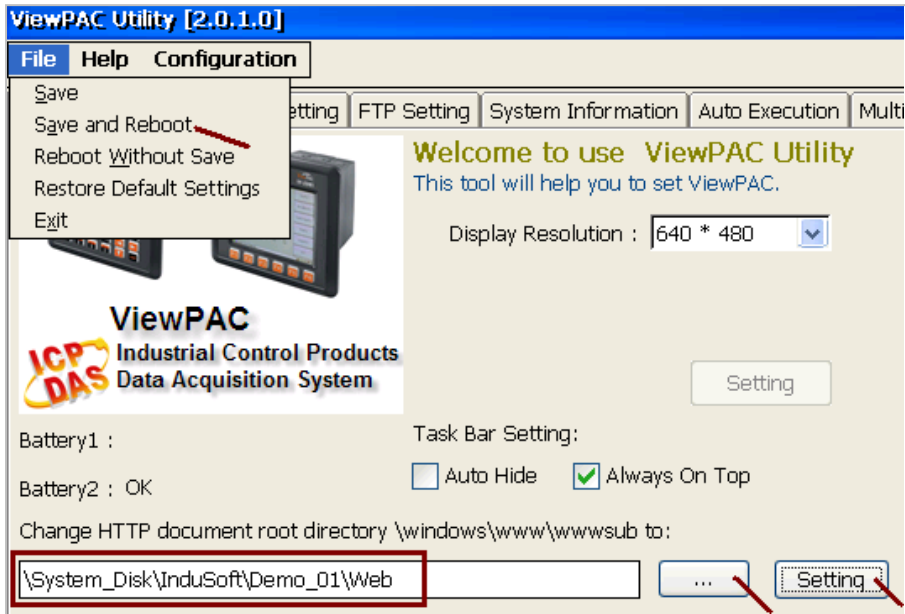 ViewPAC Utility [2.0.1.0]
File Help Configuration
Save
Save and Reboot
Reboot Without Save
Restore Default Settings
Exit
etting FTP Setting System Information Auto Execution Multi
Welcome to use ViewPAC Utility
This tool will help you to set ViewPAC.
Display Resolution : 640 * 480
ViewPAC
Industrial Control Products
Data Acquisition System
ICP
DAS
Setting
Battery1 :
Battery2 : OK
Task Bar Setting:
Auto Hide Always On Top
Change HTTP document root directory \windows\www\wwwsub to:
\System_Disk\InduSoft\Demo_01\Web ... Setting